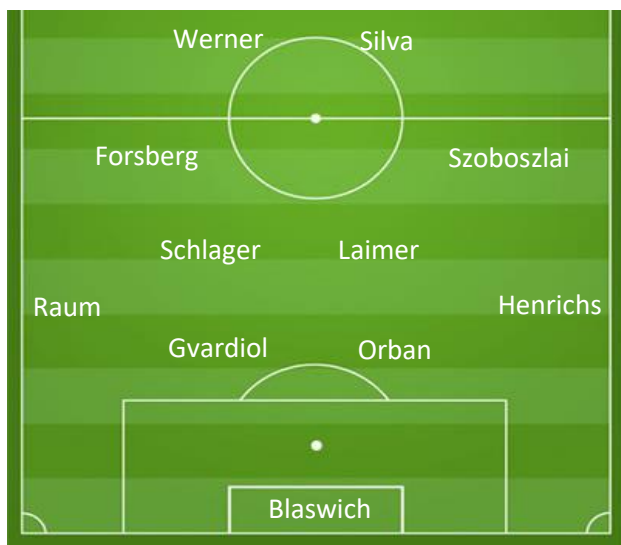 Werner Silva
Forsberg Szoboszlai
Schlager Laimer
Raum Henrichs
Gvardiol Orban
Blaswich